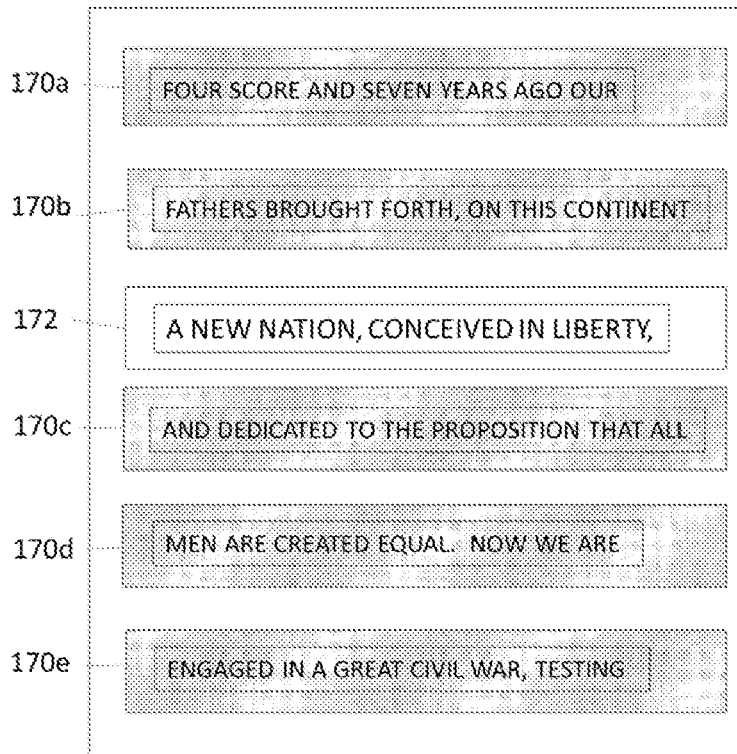 170a FOUR SCORE AND SEVEN YEARS AGO OUR
170b FATHERS BROUGHT FORTH, ON THIS CONTINENT
172 A NEW NATION, CONCEIVED IN LIBERTY,
170c AND DEDICATED TO THE PROPOSITION THAT ALL
170d MEN ARE CREATED EQUAL. NOW WE ARE
170e ENGAGED IN A GREAT CIVIL WAR, TESTING